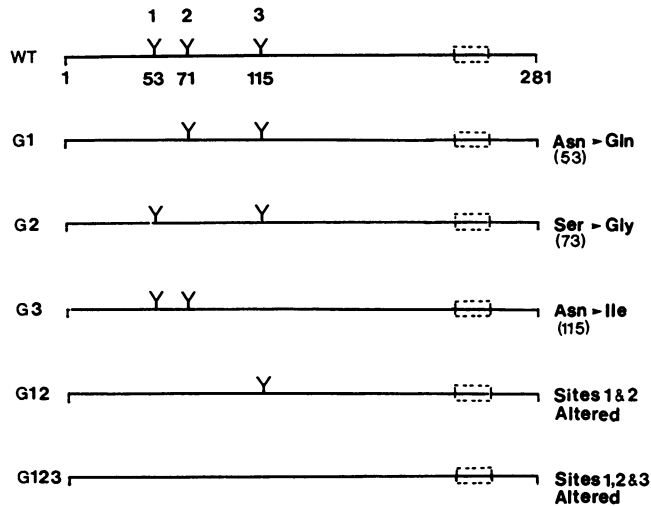 1 2 3
WT
1 53 71 115 281
G1
Asn ► Gln
(53)
G2
Ser ► Gly
(73)
G3
Asn ► Ile
(115)
G12
Sites 1 & 2
Altered
G123
Sites 1, 2 & 3
Altered